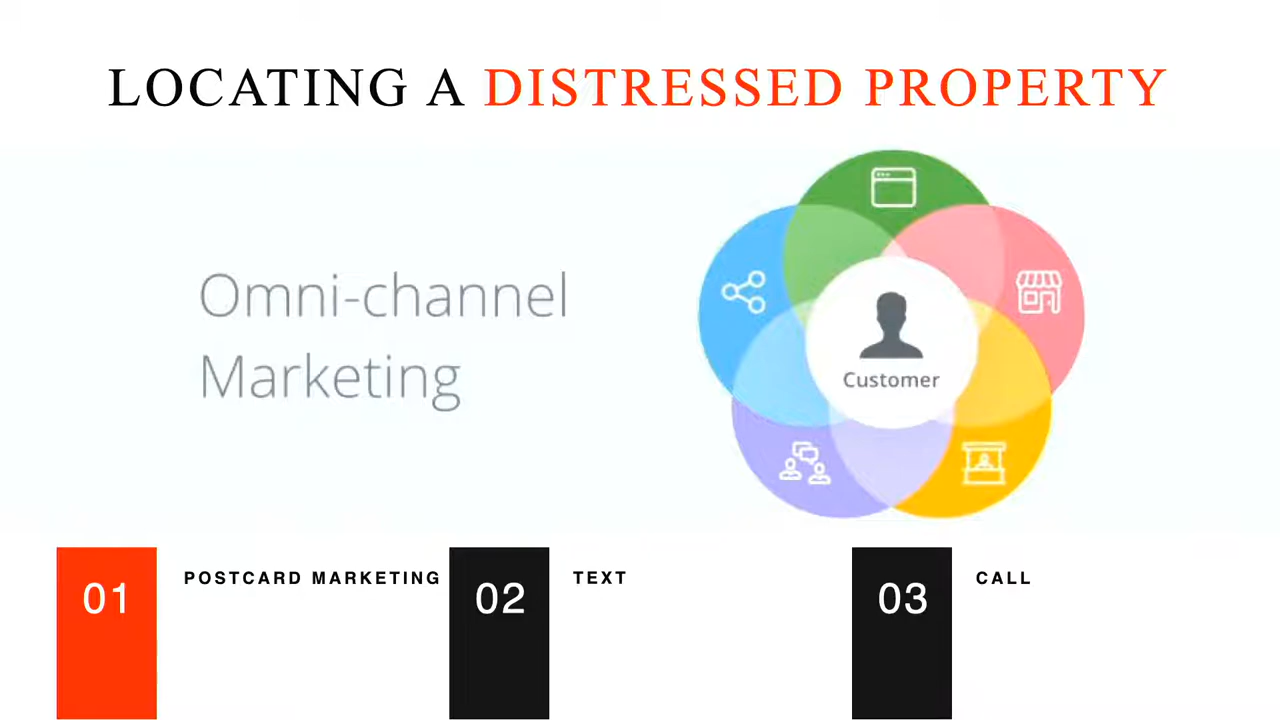 LOCATING A DISTRESSED PROPERTY
Omni-channel
Marketing
Customer
01
POSTCARD MARKETING
02
TEXT
03
CALL